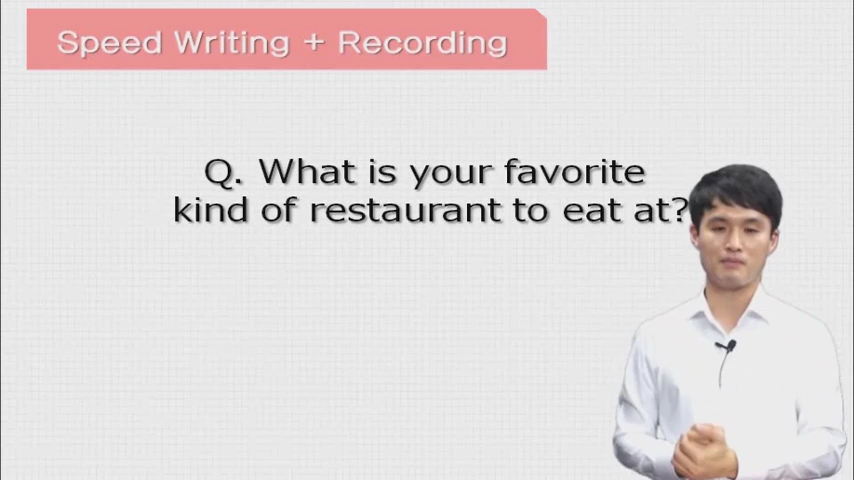 Speed Writing + Recording
Q. What is your favorite
kind of restaurant to eat at?